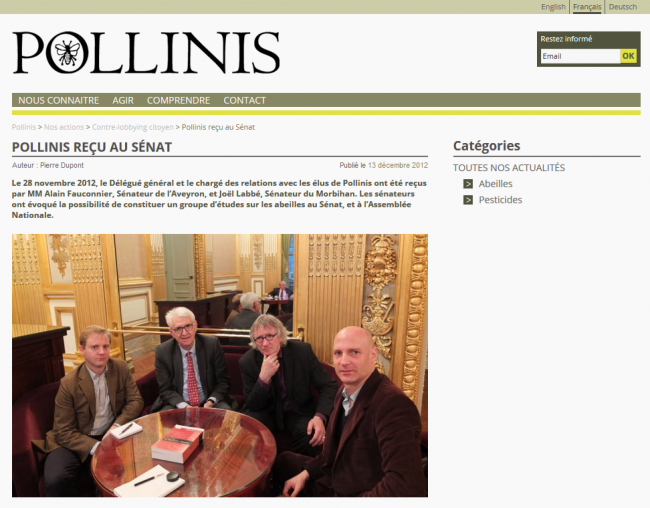 English | Français | Deutsch
POLLINIS
Restez informé
Email
OK
NOUS CONNAITRE AGIR COMPRENDRE CONTACT
Pollinis > Nos actions > Contre-lobbying citoyen > Pollinis reçu au Sénat
POLLINIS REÇU AU SÉNAT
Auteur : Pierre Dupont
Publié le 13 décembre 2012
Le 28 novembre 2012, le Délégué général et le chargé des relations avec les élus de Pollinis ont été reçus
par MM Alain Fauconnier, Sénateur de l'Aveyron, et Joël Labbé, Sénateur du Morbihan. Les sénateurs
ont évoqué la possibilité de constituer un groupe d'études sur les abeilles au Sénat, et à l'Assemblée
Nationale.
Catégories
TOUTES NOS ACTUALITÉS
> Abeilles
> Pesticides